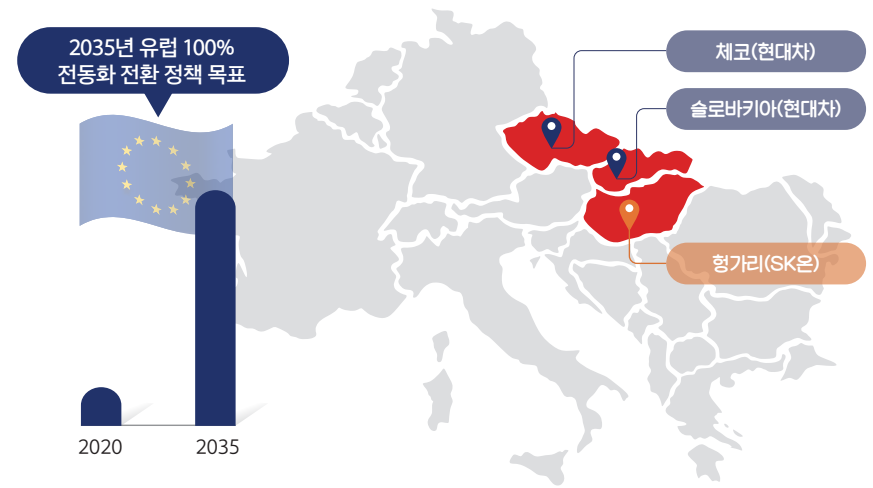 2035년 유럽 100%
전동화 전환 정책 목표
2020
2035
체코(현대차)
슬로바키아(현대차)
헝가리(SK온)